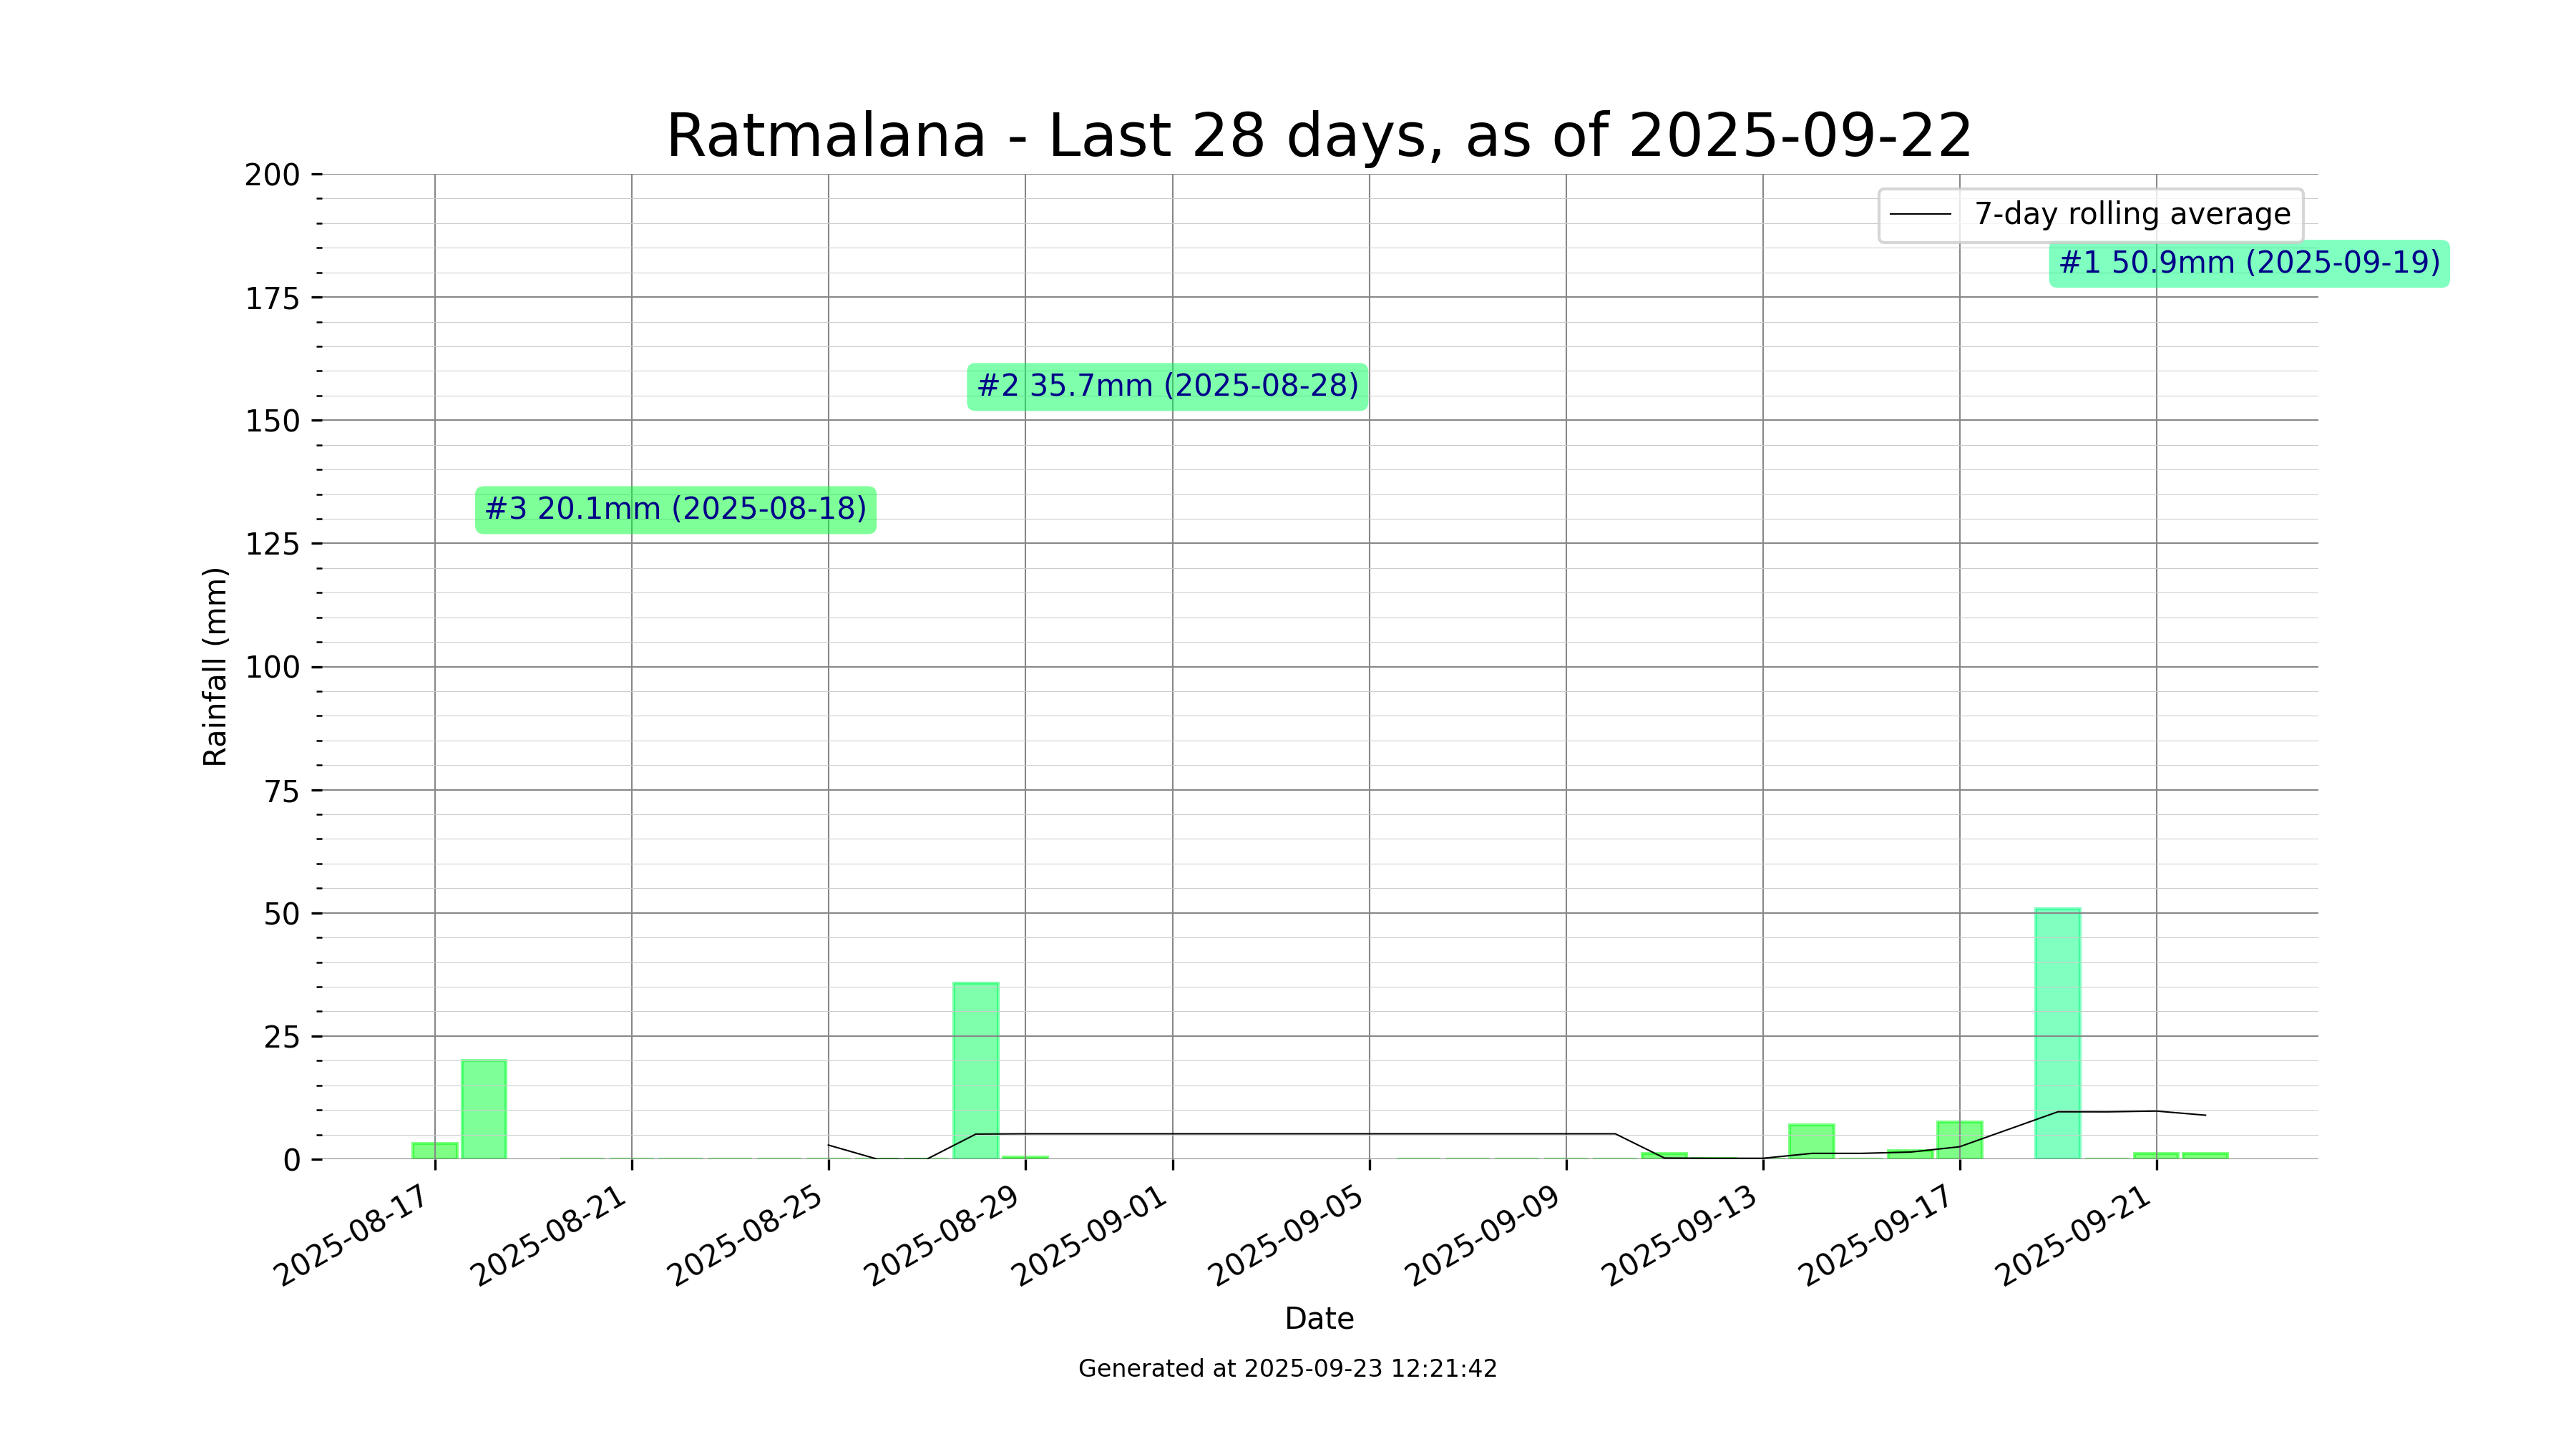 Ratmalana - Last 28 days, as of 2025-09-22
200
175
150
125
100
75
50
25
0
Rainfall (mm)
7-day rolling average
#1 50.9mm (2025-09-19)
#2 35.7mm (2025-08-28)
#3 20.1mm (2025-08-18)
2025-08-17
2025-08-21
2025-08-25
2025-08-29
2025-09-01
2025-09-05
2025-09-09
2025-09-13
2025-09-17
2025-09-21
Date
Generated at 2025-09-23 12:21:42